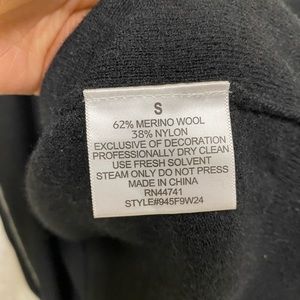 S
62% MERINO WOOL
38% NYLON
EXCLUSIVE OF DECORATION
PROFESSIONALLY DRY CLEAN
USE FRESH SOLVENT
STEAM ONLY DO NOT PRESS
MADE IN CHINA
RN44741
STYLE#945F9W24